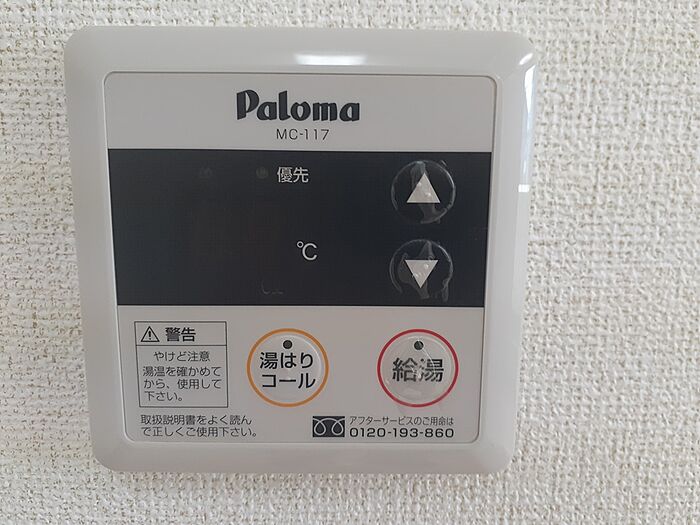 Paloma
MC-117
優先
℃
警告
やけど注意
湯温を確かめて
から、使用して
下さい。
湯はり
コール
給湯
取扱説明書をよく読ん
で正しくご使用下さい。
アフターサービスのご用命は
0120-193-860